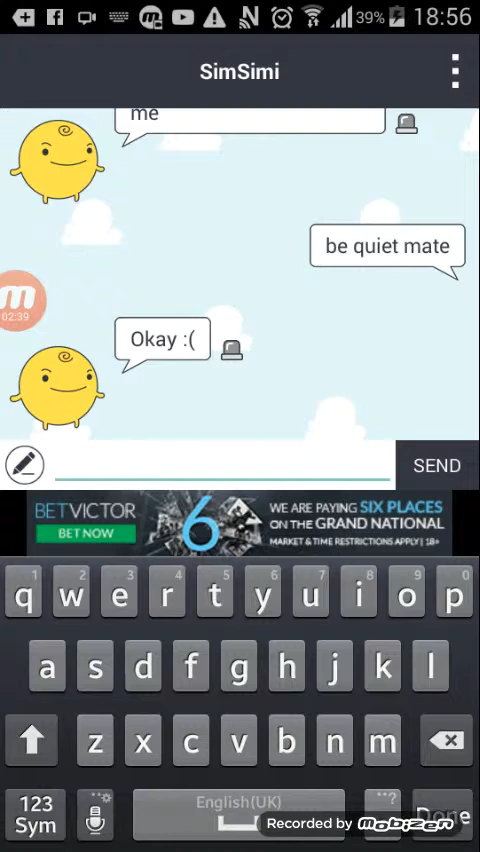 39% 18:56
SimSimi
me
be quiet mate
02:39
Okay :(
SEND
BETVICTOR
BET NOW
6
WE ARE PAYING SIX PLACES
ON THE GRAND NATIONAL
MARKET & TIME RESTRICTIONS APPLY | 18+
1 2 3 4 5 6 7 8 9 0
q w e r t y u i o p
a s d f g h j k l
z x c v b n m
123
Sym
English(UK)
,
..?
Done
Recorded by Mobizen